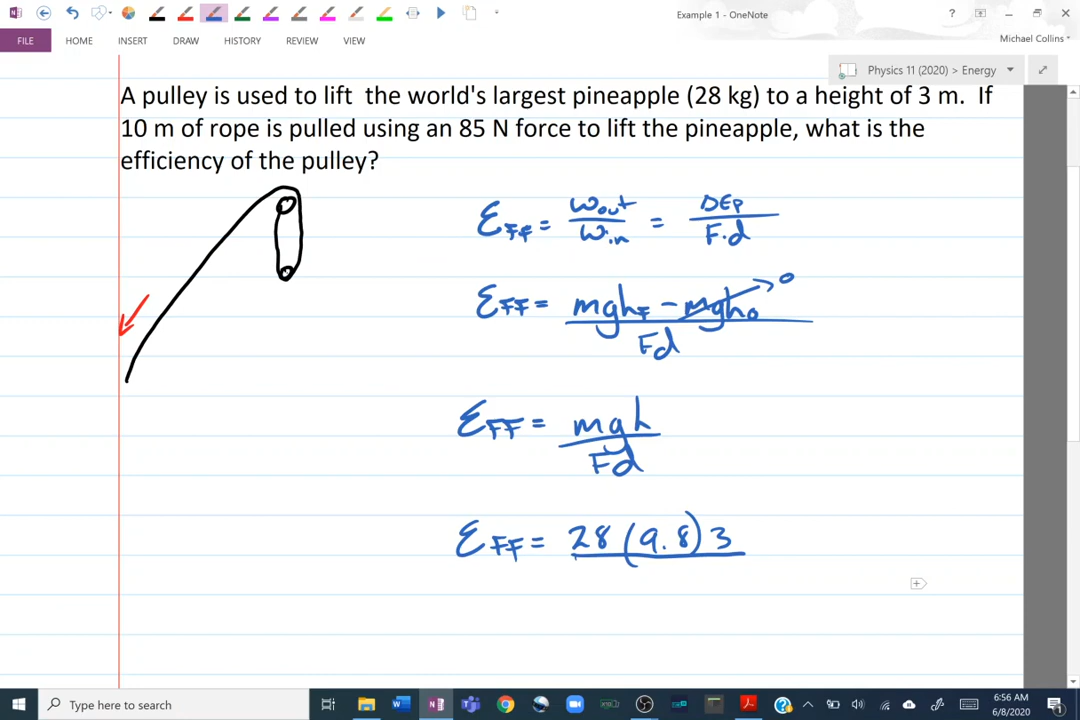 Example 1 - OneNote
FILE HOME INSERT DRAW HISTORY REVIEW VIEW
Michael Collins
Physics 11 (2020) > Energy
A pulley is used to lift the world's largest pineapple (28 kg) to a height of 3 m. If
10 m of rope is pulled using an 85 N force to lift the pineapple, what is the
efficiency of the pulley?
EFF = Wout/Win = DEp/F.d
EFF = mghF - mgho/Fd → 0
EFF = mgh/Fd
EFF = 28(9.8)3
Type here to search
6:56 AM
6/8/2020